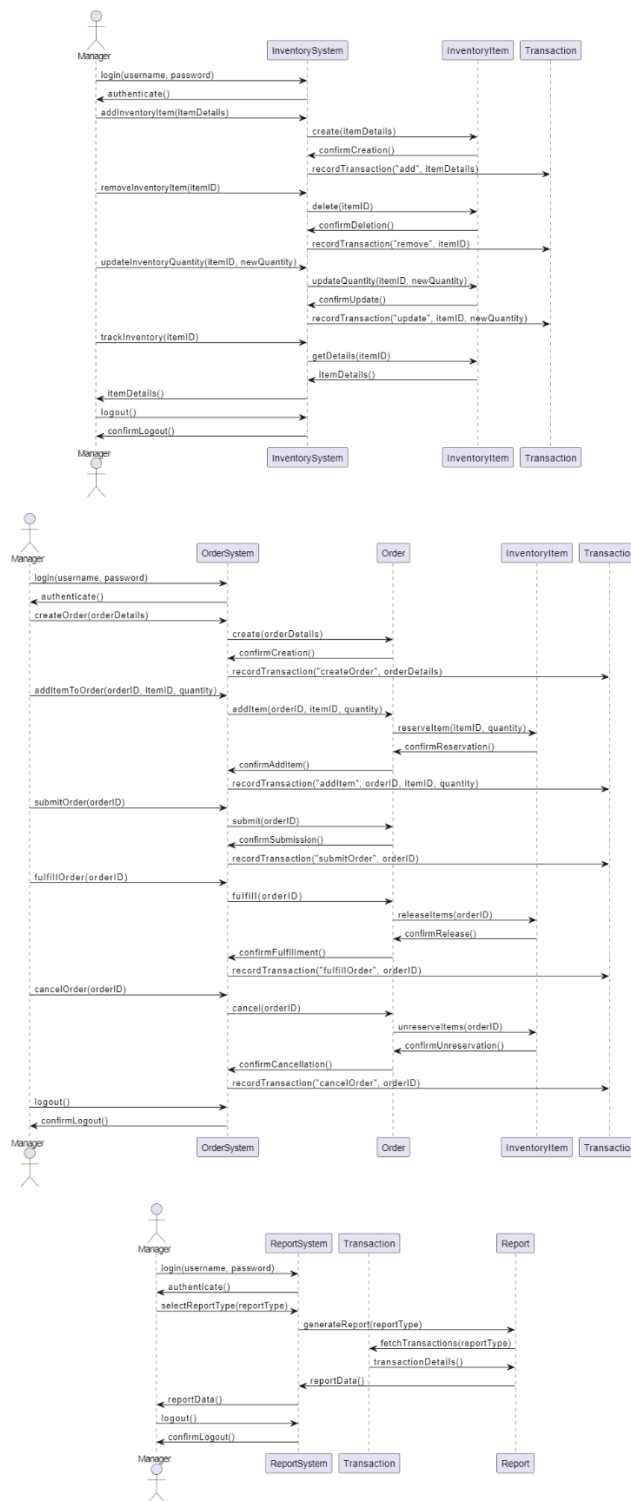 Manager
InventorySystem
InventoryItem
Transaction
login(username, password)
authenticate()
addInventoryItem(itemDetails)
create(itemDetails)
confirmCreation()
recordTransaction("add", itemDetails)
removeInventoryItem(itemID)
delete(itemID)
confirmDeletion()
recordTransaction("remove", itemID)
updateInventoryQuantity(itemID, newQuantity)
updateQuantity(itemID, newQuantity)
confirmUpdate()
recordTransaction("update", itemID, newQuantity)
trackInventory(itemID)
getDetails(itemID)
itemDetails()
itemDetails()
logout()
confirmLogout()
Manager
InventorySystem
InventoryItem
Transaction
Manager
OrderSystem
Order
InventoryItem
Transaction
login(username, password)
authenticate()
createOrder(orderDetails)
create(orderDetails)
confirmCreation()
recordTransaction("createOrder", orderDetails)
addItemToOrder(orderID, itemID, quantity)
addItem(orderID, itemID, quantity)
reserveItem(itemID, quantity)
confirmReservation()
confirmAddItem()
recordTransaction("addItem", orderID, itemID, quantity)
submitOrder(orderID)
submit(orderID)
confirmSubmission()
recordTransaction("submitOrder", orderID)
fulfillOrder(orderID)
fulfill(orderID)
releaseItems(orderID)
confirmRelease()
confirmFulfillment()
recordTransaction("fulfillOrder", orderID)
cancelOrder(orderID)
cancel(orderID)
unreserveItems(orderID)
confirmUnreservation()
confirmCancellation()
recordTransaction("cancelOrder", orderID)
logout()
confirmLogout()
Manager
OrderSystem
Order
InventoryItem
Transaction
Manager
ReportSystem
Transaction
Report
login(username, password)
authenticate()
selectReportType(reportType)
generateReport(reportType)
fetchTransactions(reportType)
transactionDetails()
reportData()
reportData()
logout()
confirmLogout()
Manager
ReportSystem
Transaction
Report